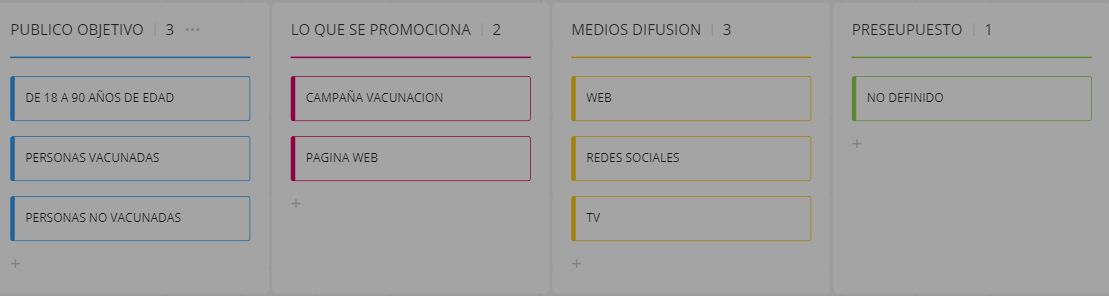 PUBLICO OBJETIVO | 3 ...
DE 18 A 90 AÑOS DE EDAD
PERSONAS VACUNADAS
PERSONAS NO VACUNADAS
+
LO QUE SE PROMOCIONA | 2
CAMPAÑA VACUNACION
PAGINA WEB
+
MEDIOS DIFUSION | 3
WEB
REDES SOCIALES
TV
+
PRESEUPUESTO | 1
NO DEFINIDO
+